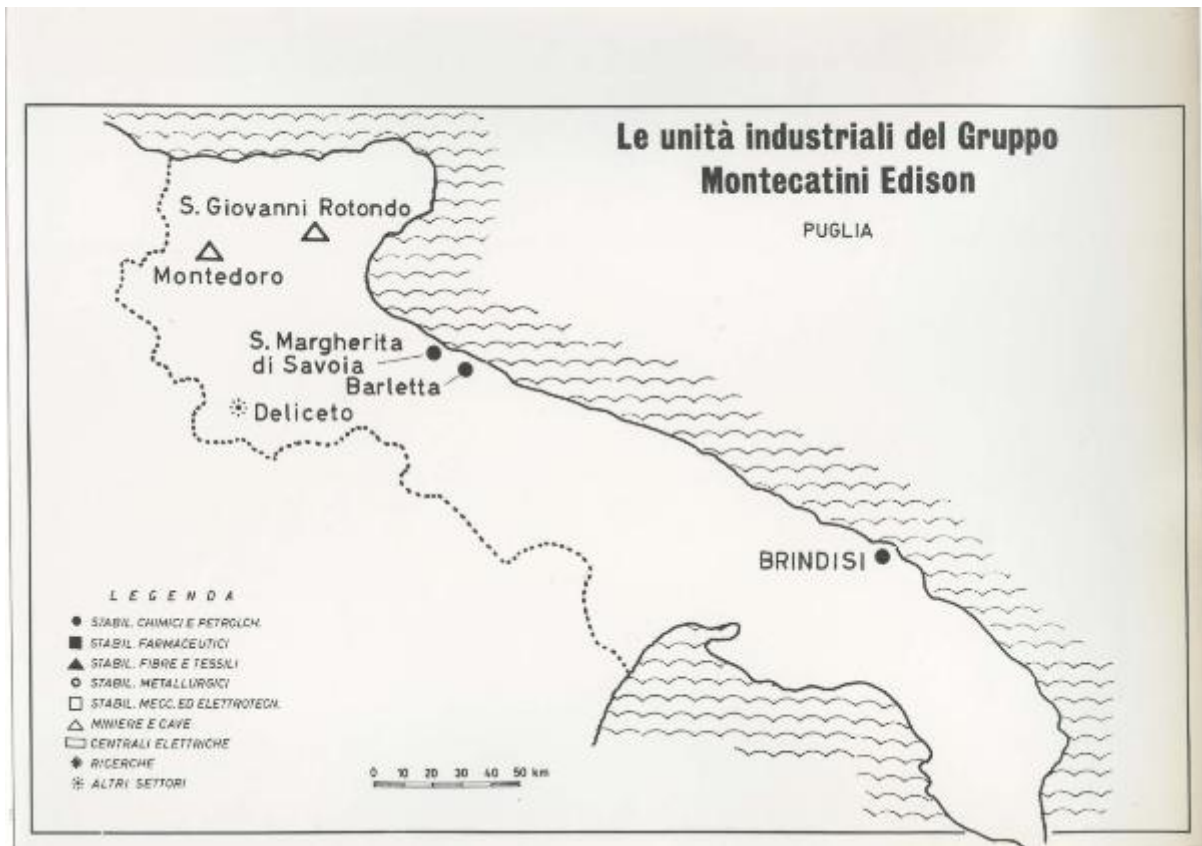 Le unità industriali del Gruppo
Montecatini Edison
PUGLIA
S. Giovanni Rotondo
Montedoro
S. Margherita
di Savoia
Barletta
Deliceto
BRINDISI
LEGENDA
STABIL. CHIMICI E PETROLCH.
STABIL. FARMACEUTICI
STABIL. FIBRE E TESSILI
STABIL. METALLURGICI
STABIL. MECC. ED ELETTROTECN.
MINIERE E CAVE
CENTRALI ELETTRICHE
RICERCHE
ALTRI SETTORI
0 10 20 30 40 50 km